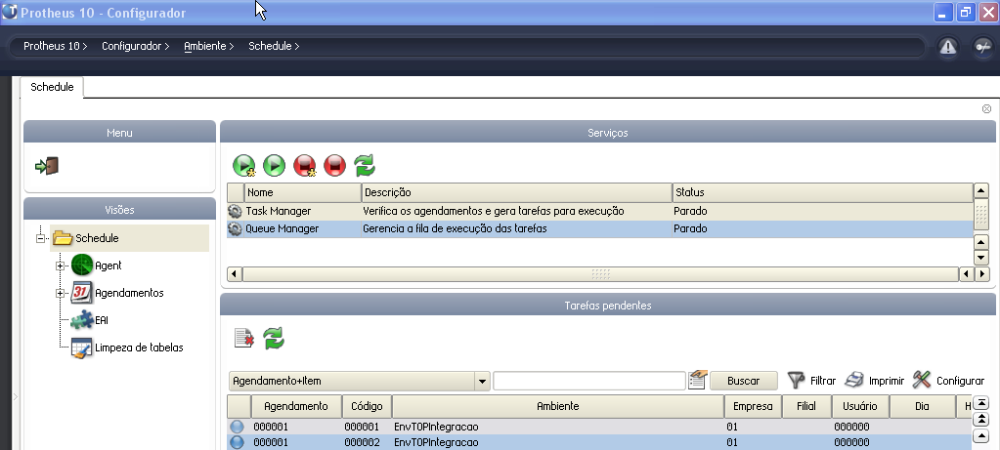 Protheus 10 - Configurador
Protheus 10 > Configurador > Ambiente > Schedule >
Schedule
Menu
Serviços
Nome Descrição Status
Task Manager Verifica os agendamentos e gera tarefas para execução Parado
Queue Manager Gerencia a fila de execução das tarefas Parado
Visões
Schedule
Agent
31
Agendamentos
EAI
Limpeza de tabelas
Tarefas pendentes
Agendamento+Item Buscar Filtrar Imprimir Configurar
Agendamento Código Ambiente Empresa Filial Usuário Dia H
000001 000001 EnvTOPIntegracao 01 000000
000001 000002 EnvTOPIntegracao 01 000000